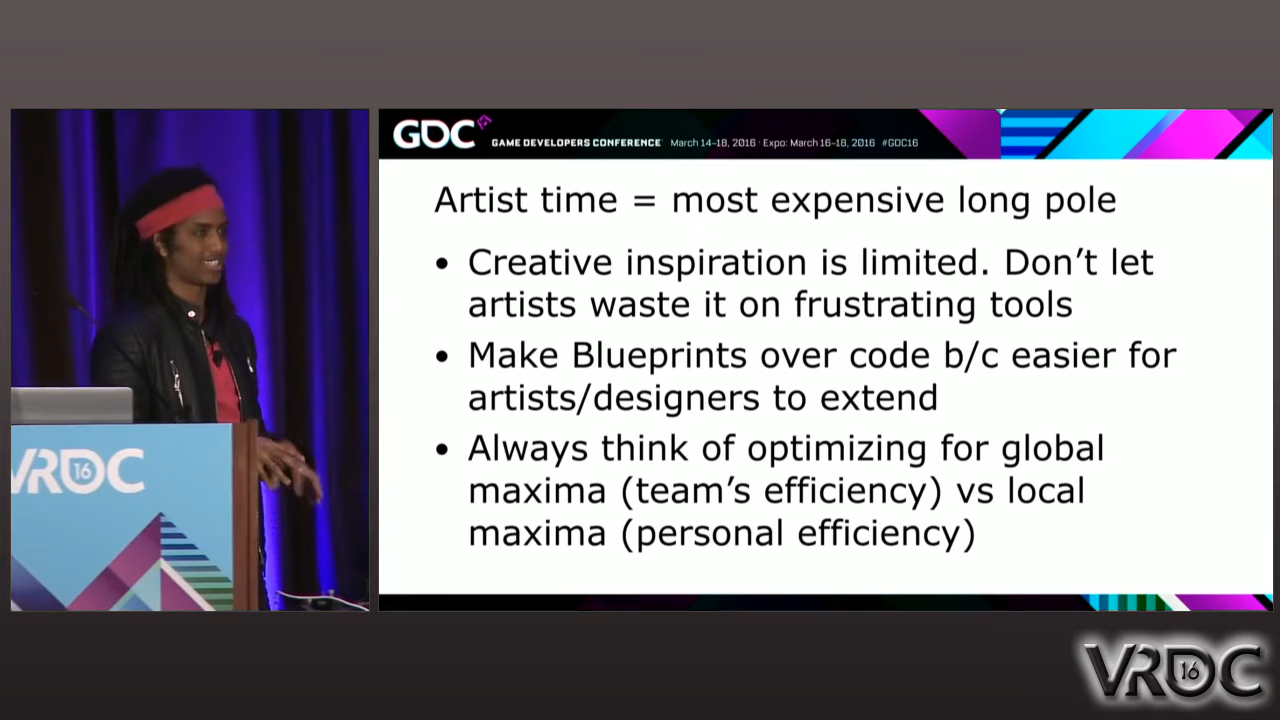 GDC
GAME DEVELOPERS CONFERENCE March 14-18, 2016 · Expo: March 16-18, 2016 #GDC16
Artist time = most expensive long pole
• Creative inspiration is limited. Don’t let
artists waste it on frustrating tools
• Make Blueprints over code b/c easier for
artists/designers to extend
• Always think of optimizing for global
maxima (team’s efficiency) vs local
maxima (personal efficiency)
VRDC 16
VRDC 16